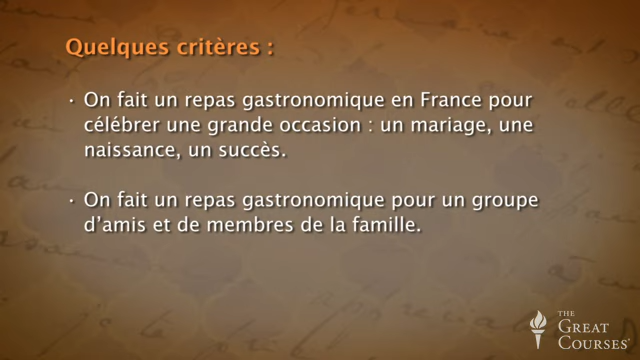 Quelques critères :
• On fait un repas gastronomique en France pour
célébrer une grande occasion : un mariage, une
naissance, un succès.
• On fait un repas gastronomique pour un groupe
d’amis et de membres de la famille.
THE
GREAT
COURSES®